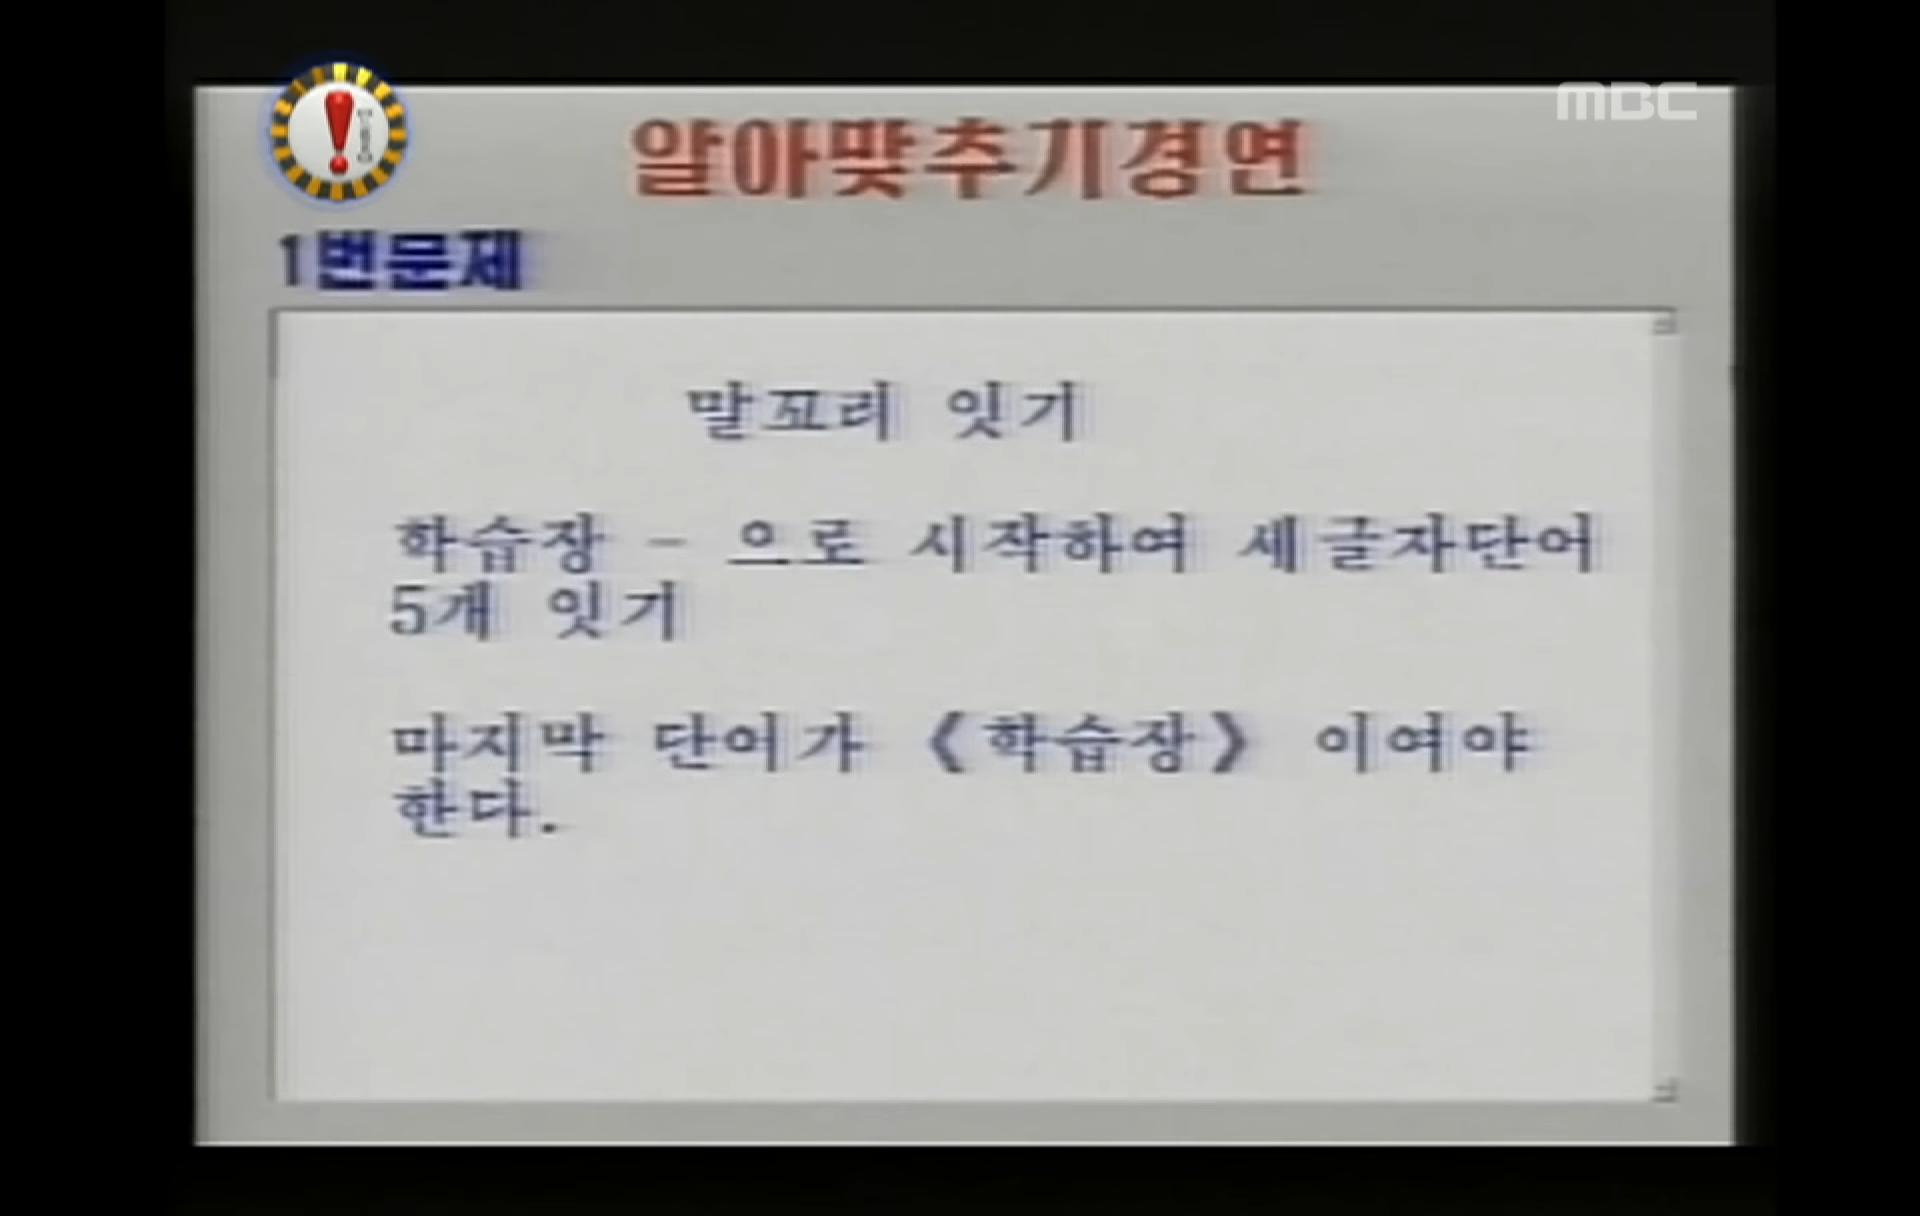 MBC
알아맞추기경연
1번문제
말꼬리 잇기
학습장 - 으로 시작하여 세글자단어
5개 잇기
마지막 단어가 《학습장》 이여야
한다.